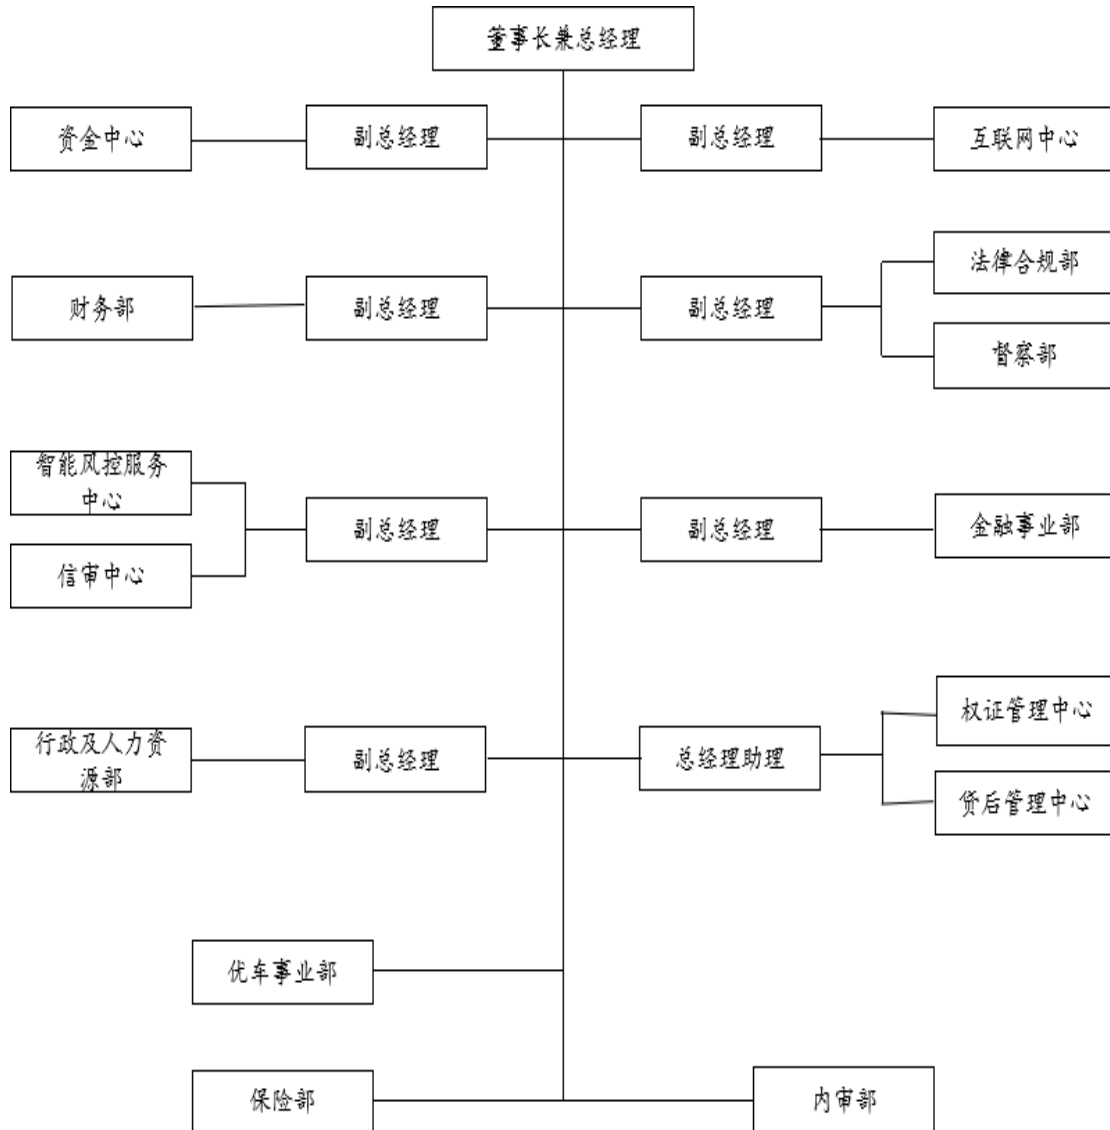 董事长兼总经理
资金中心
副总经理
副总经理
互联网中心
法律合规部
财务部
副总经理
副总经理
督察部
智能风控服务
中心
副总经理
副总经理
金融事业部
信审中心
权证管理中心
行政及人力资
源部
副总经理
总经理助理
贷后管理中心
优车事业部
保险部
内审部